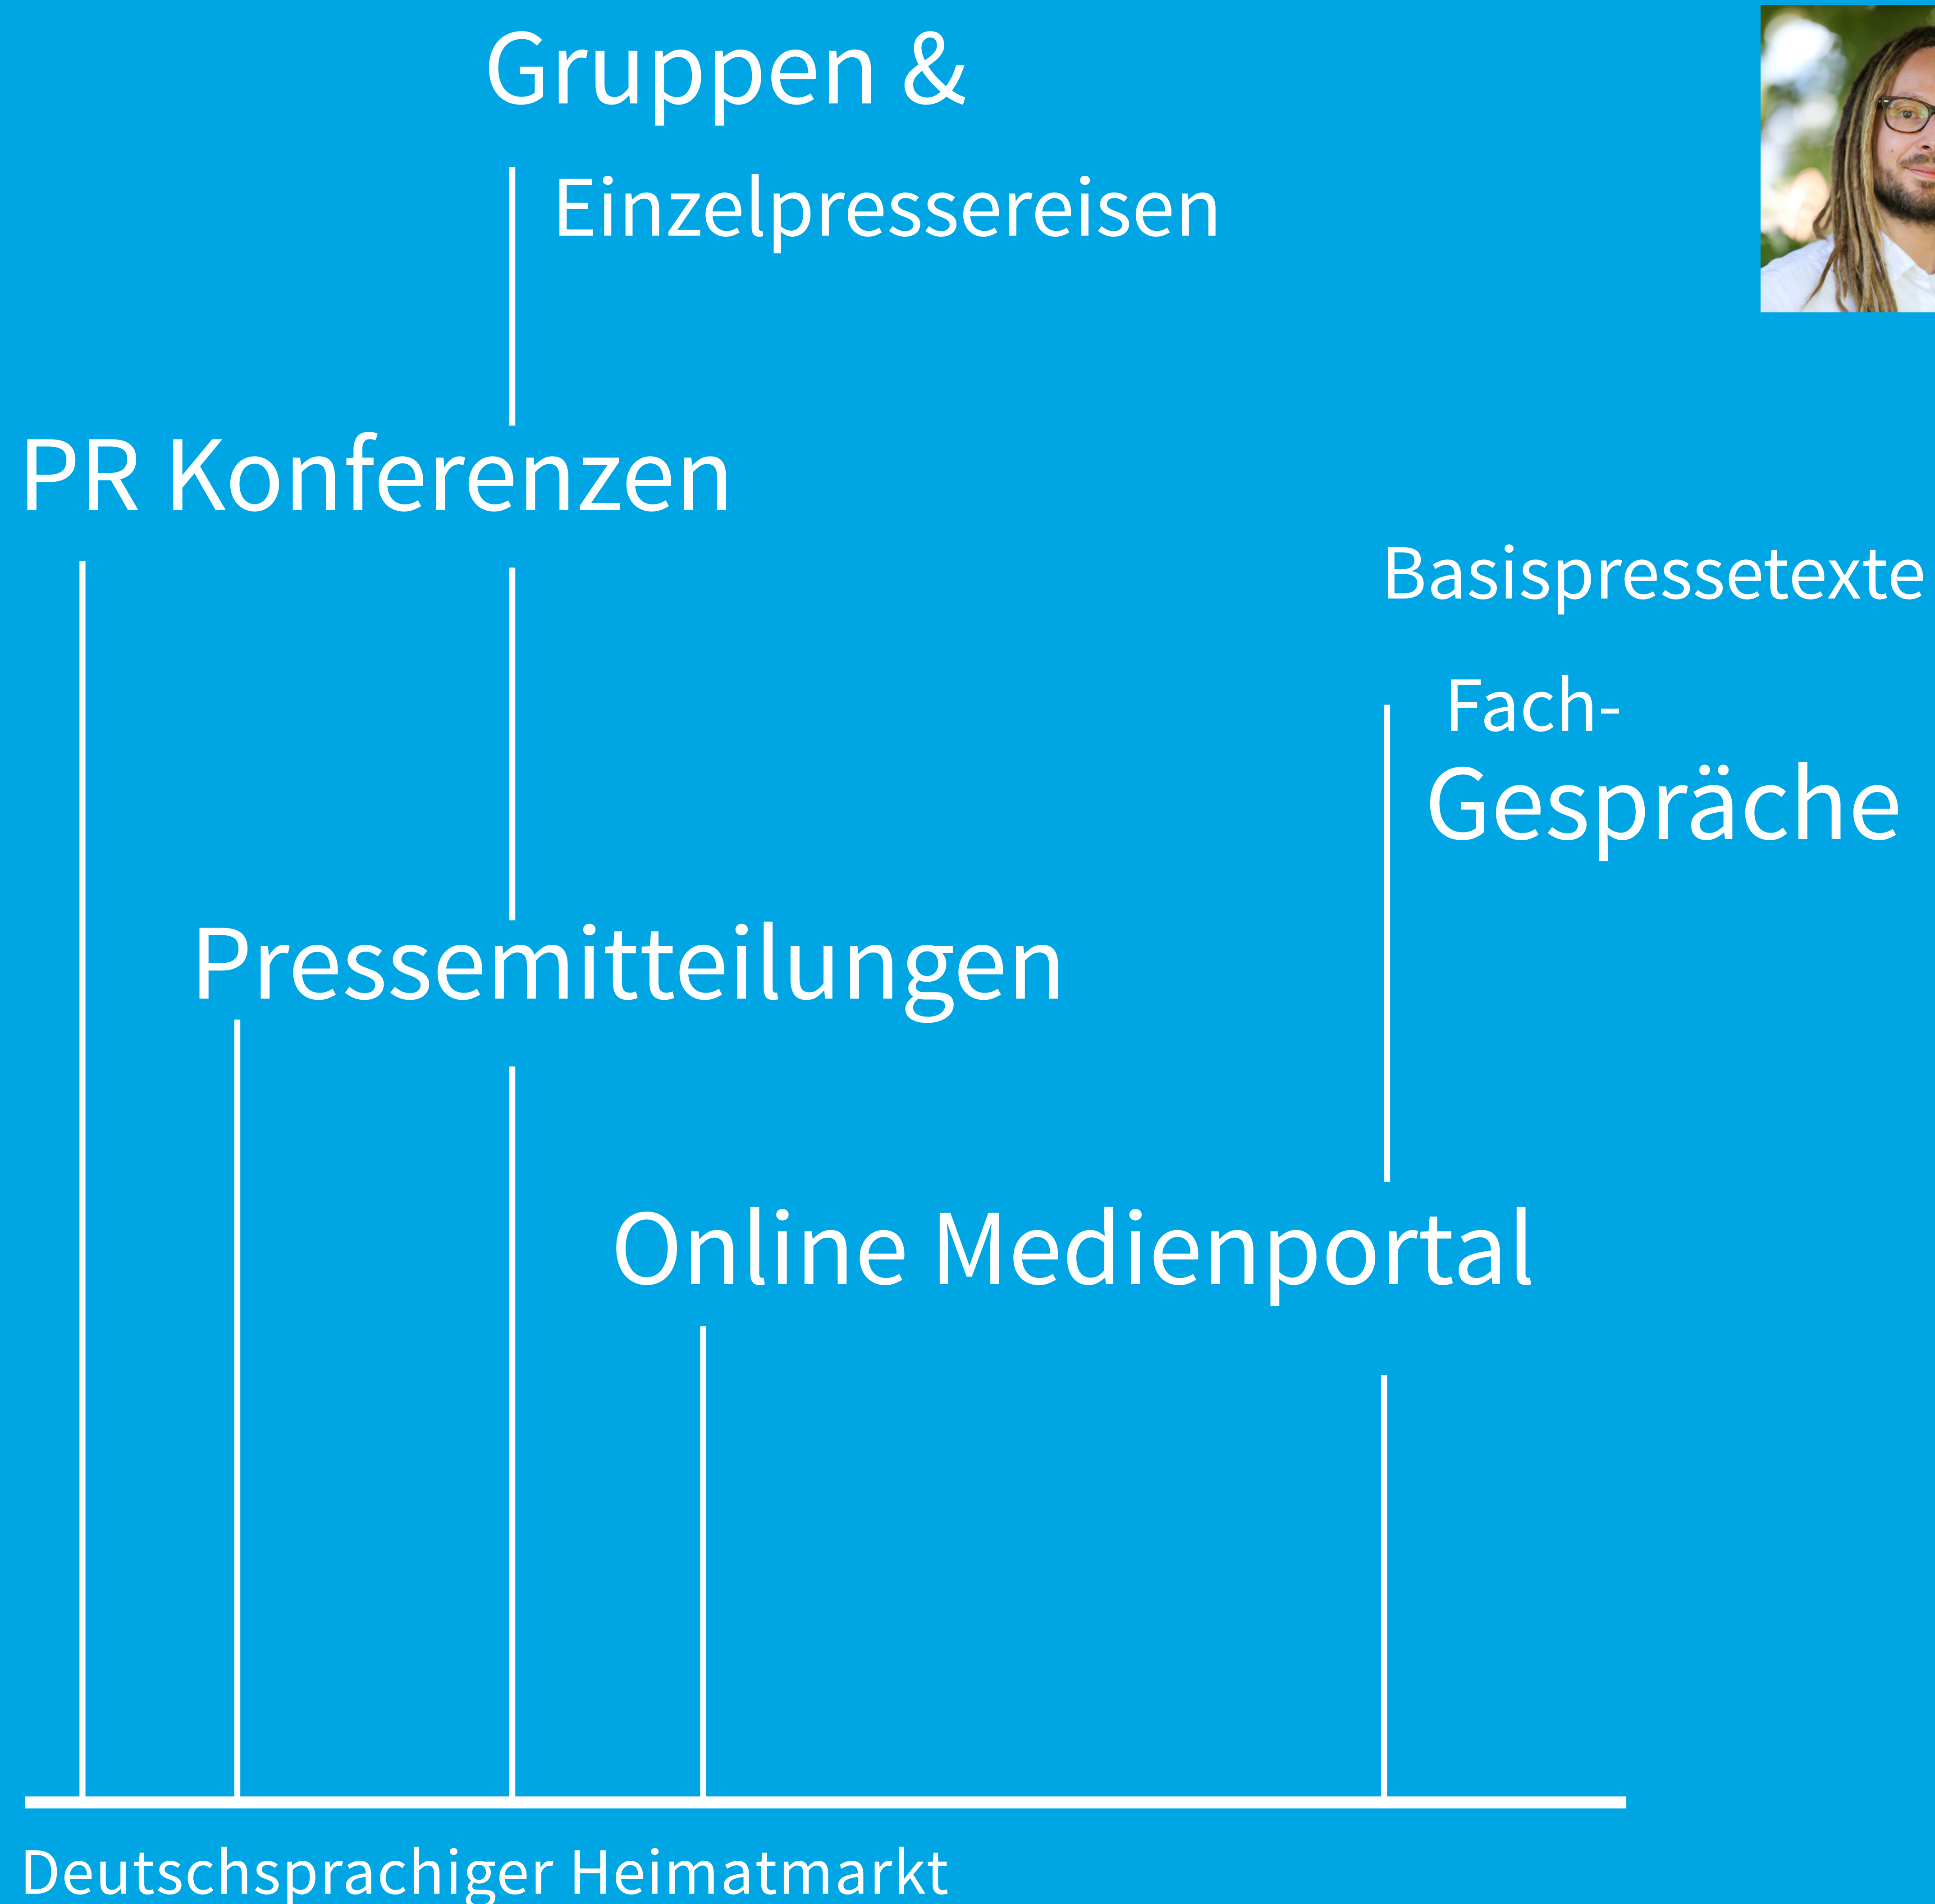 Gruppen &
Einzelpressereisen
PR Konferenzen
Basispressetexte
Fach-
Gespräche
Pressemitteilungen
Online Medienportal
Deutschsprachiger Heimatmarkt